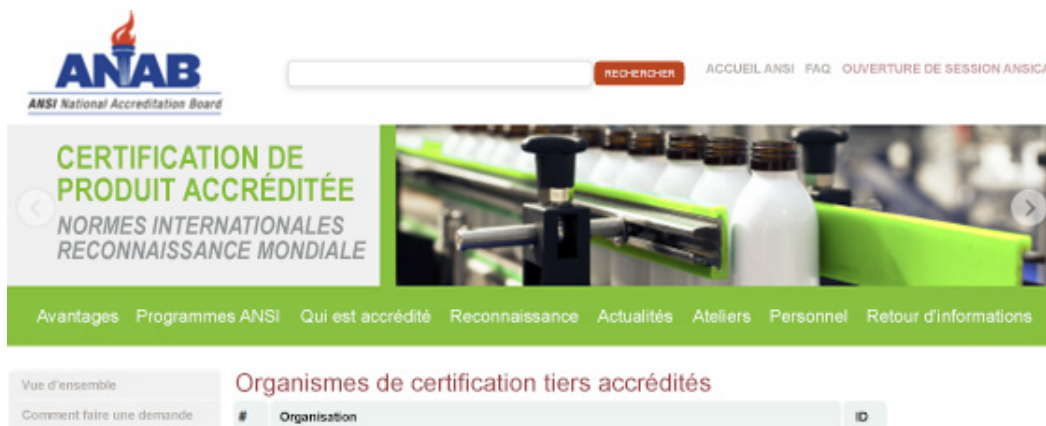 ANAB
ANSI National Accreditation Board
RECHERCHER
ACCUEIL ANSI FAQ OUVERTURE DE SESSION ANSICA
CERTIFICATION DE
PRODUIT ACCRÉDITÉE
NORMES INTERNATIONALES
RECONNAISSANCE MONDIALE
Avantages Programmes ANSI Qui est accrédité Reconnaissance Actualités Ateliers Personnel Retour d'informations
Vue d'ensemble
Comment faire une demande
Organismes de certification tiers accrédités
# Organisation ID